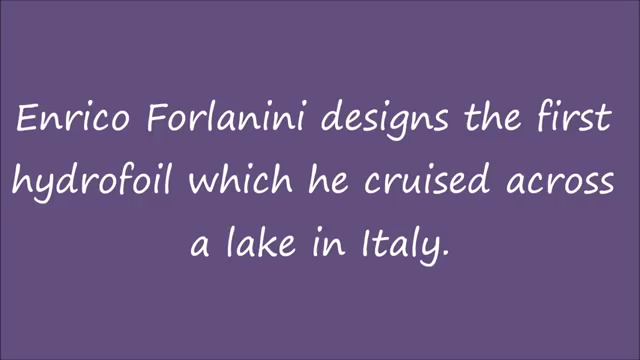 Enrico Forlanini designs the first
hydrofoil which he cruised across
a lake in Italy.